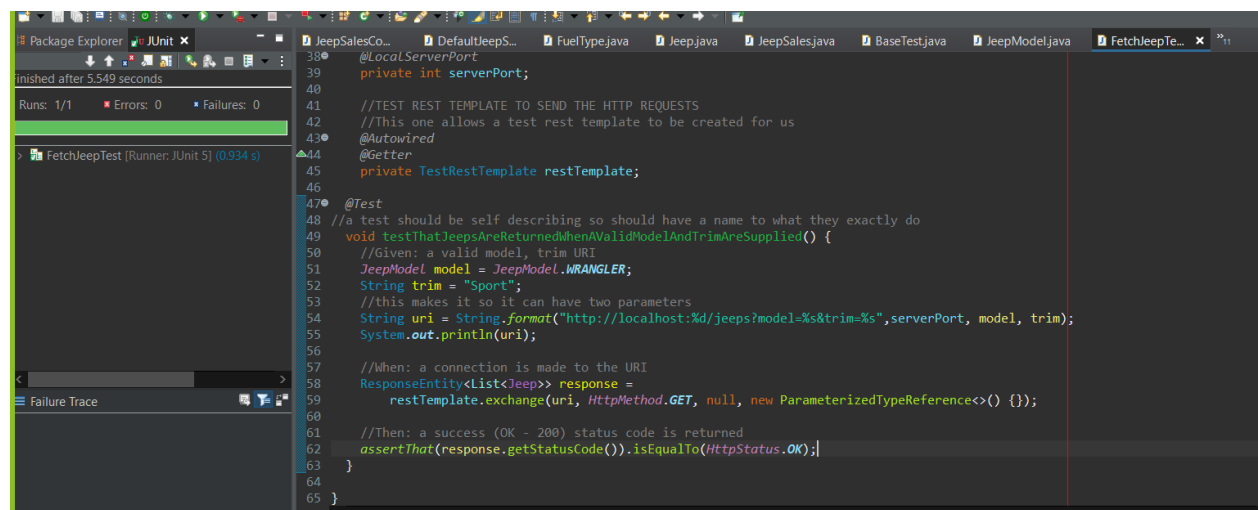 Package Explorer JUnit
JeepSalesCo... DefaultJeepS... FuelType.java Jeep.java JeepSales.java BaseTest.java JeepModel.java FetchJeepTe... 11
Finished after 5.549 seconds
Runs: 1/1 Errors: 0 Failures: 0
FetchJeepTest [Runner: JUnit 5] (0.934 s)
Failure Trace
38 @LocalServerPort
39 private int serverPort;
40
41 //TEST REST TEMPLATE TO SEND THE HTTP REQUESTS
42 //This one allows a test rest template to be created for us
43 @Autowired
44 @Getter
45 private TestRestTemplate restTemplate;
46
47 @Test
48 //a test should be self describing so should have a name to what they exactly do
49 void testThatJeepsAreReturnedWhenAValidModelAndTrimAreSupplied() {
50 //Given: a valid model, trim URI
51 JeepModel model = JeepModel.WRANGLER;
52 String trim = "Sport";
53 //this makes it so it can have two parameters
54 String uri = String.format("http://localhost:%d/jeeps?model=%s&trim=%s",serverPort, model, trim);
55 System.out.println(uri);
56
57 //When: a connection is made to the URI
58 ResponseEntity<List<Jeep>> response =
59 restTemplate.exchange(uri, HttpMethod.GET, null, new ParameterizedTypeReference<>() {});
60
61 //Then: a success (OK - 200) status code is returned
62 assertThat(response.getStatusCode()).isEqualTo(HttpStatus.OK);
63 }
64
65 }